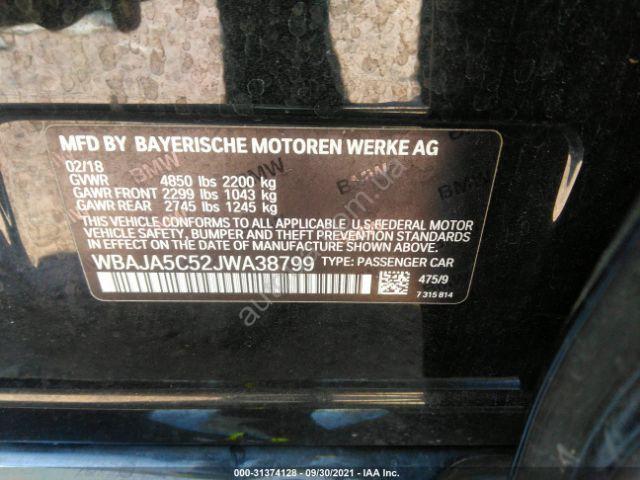 MFD BY BAYERISCHE MOTOREN WERKE AG
02/18
GVWR 4850 lbs 2200 kg
GAWR FRONT 2299 lbs 1043 kg
GAWR REAR 2745 lbs 1245 kg
THIS VEHICLE CONFORMS TO ALL APPLICABLE U.S.FEDERAL MOTOR
VEHICLE SAFETY, BUMPER AND THEFT PREVENTION STANDARDS
IN EFFECT ON THE DATE OF MANUFACTURE SHOWN ABOVE.
WBAJA5C52JWA38799 TYPE: PASSENGER CAR
475/9
7 315 814
000-31374128 - 09/30/2021 - IAA Inc.